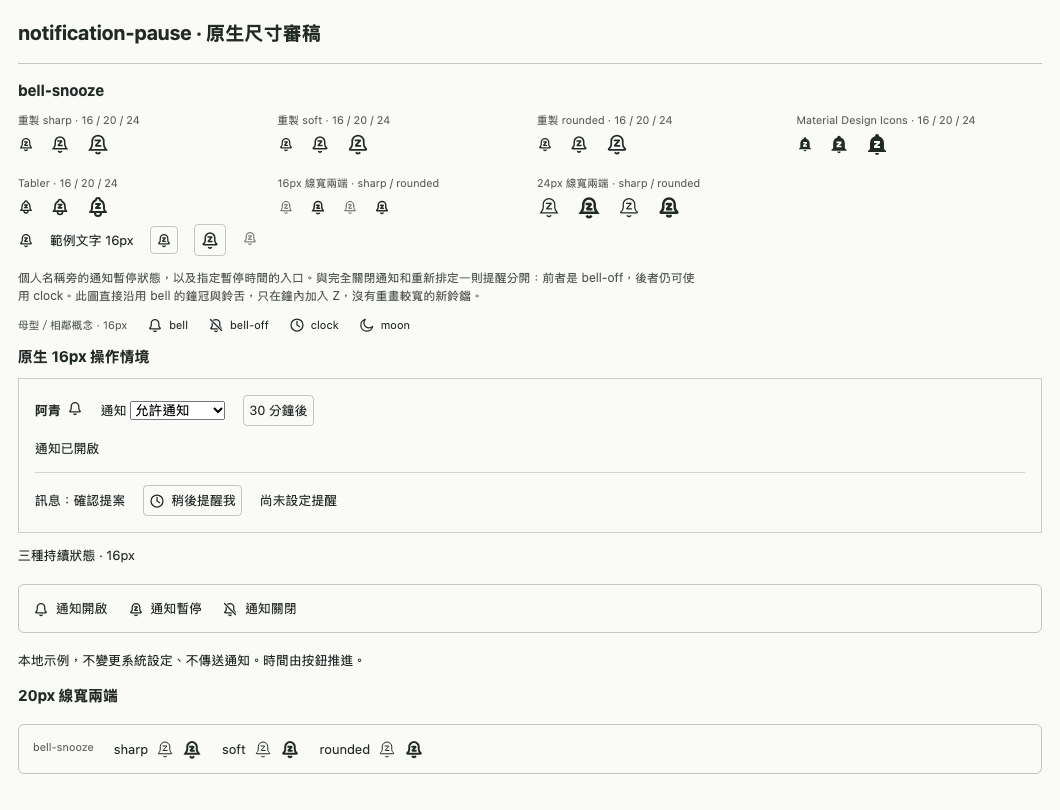 notification-pause · 原生尺寸審稿
bell-snooze
重製 sharp · 16 / 20 / 24
重製 soft · 16 / 20 / 24
重製 rounded · 16 / 20 / 24
Material Design Icons · 16 / 20 / 24
Tabler · 16 / 20 / 24
16px 線寬兩端 · sharp / rounded
24px 線寬兩端 · sharp / rounded
範例文字 16px
個人名稱旁的通知暫停狀態，以及指定暫停時間的入口。與完全關閉通知和重新排定一則提醒分開：前者是 bell-off，後者仍可使
用 clock。此圖直接沿用 bell 的鐘冠與鈴舌，只在鐘內加入 Z，沒有重畫較寬的新鈴鐺。
母型 / 相鄰概念 · 16px bell bell-off clock moon
原生 16px 操作情境
阿青 通知 允許通知 30 分鐘後
通知已開啟
訊息：確認提案 稍後提醒我 尚未設定提醒
三種持續狀態 · 16px
通知開啟 通知暫停 通知關閉
本地示例，不變更系統設定、不傳送通知。時間由按鈕推進。
20px 線寬兩端
bell-snooze sharp soft rounded